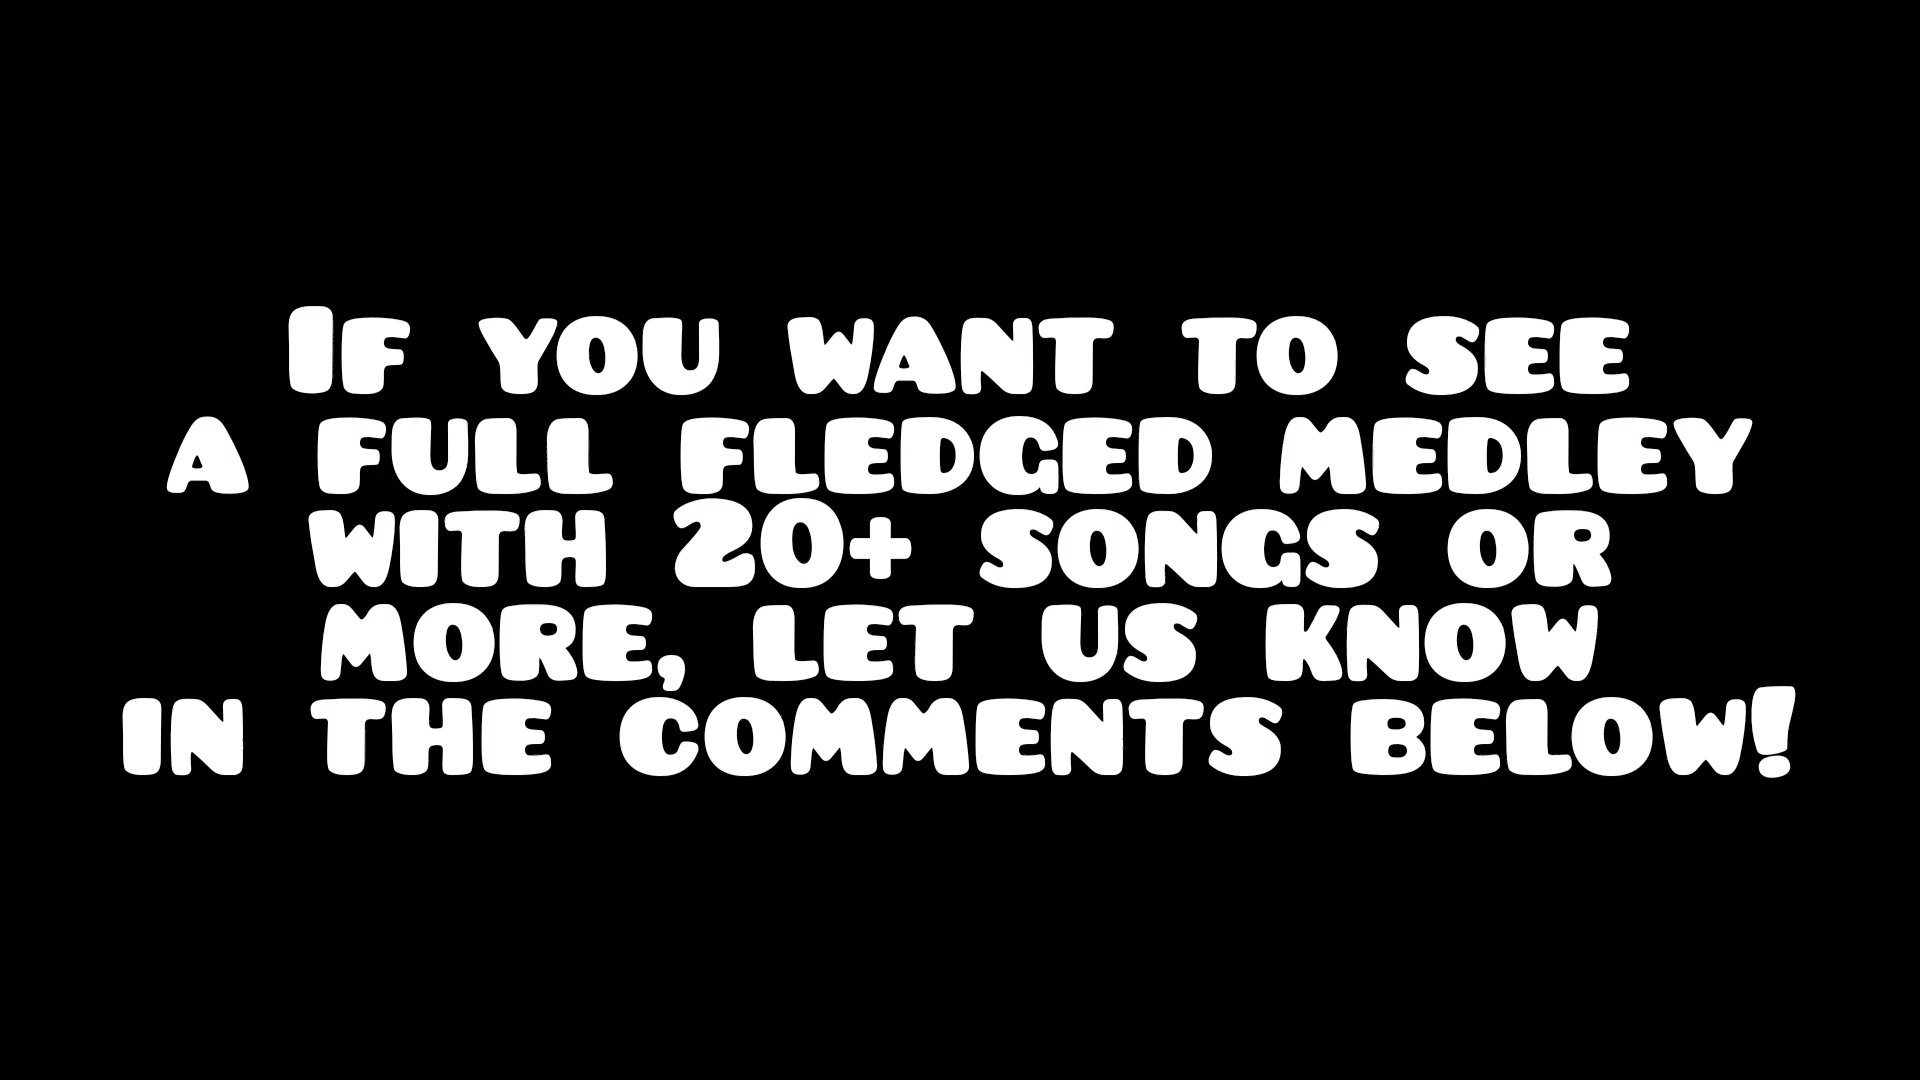 If you want to see
a full fledged medley
with 20+ songs or
more, let us know
in the comments below!